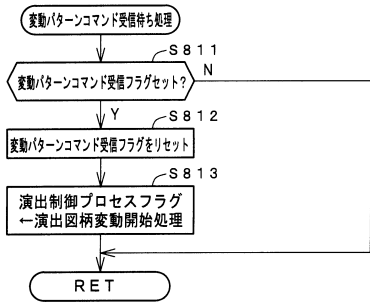 変動パターンコマンド受信待ち処理
S811
変動パターンコマンド受信フラグセット?
N
Y
S812
変動パターンコマンド受信フラグをリセット
S813
演出制御プロセスフラグ
←演出図柄変動開始処理
RET